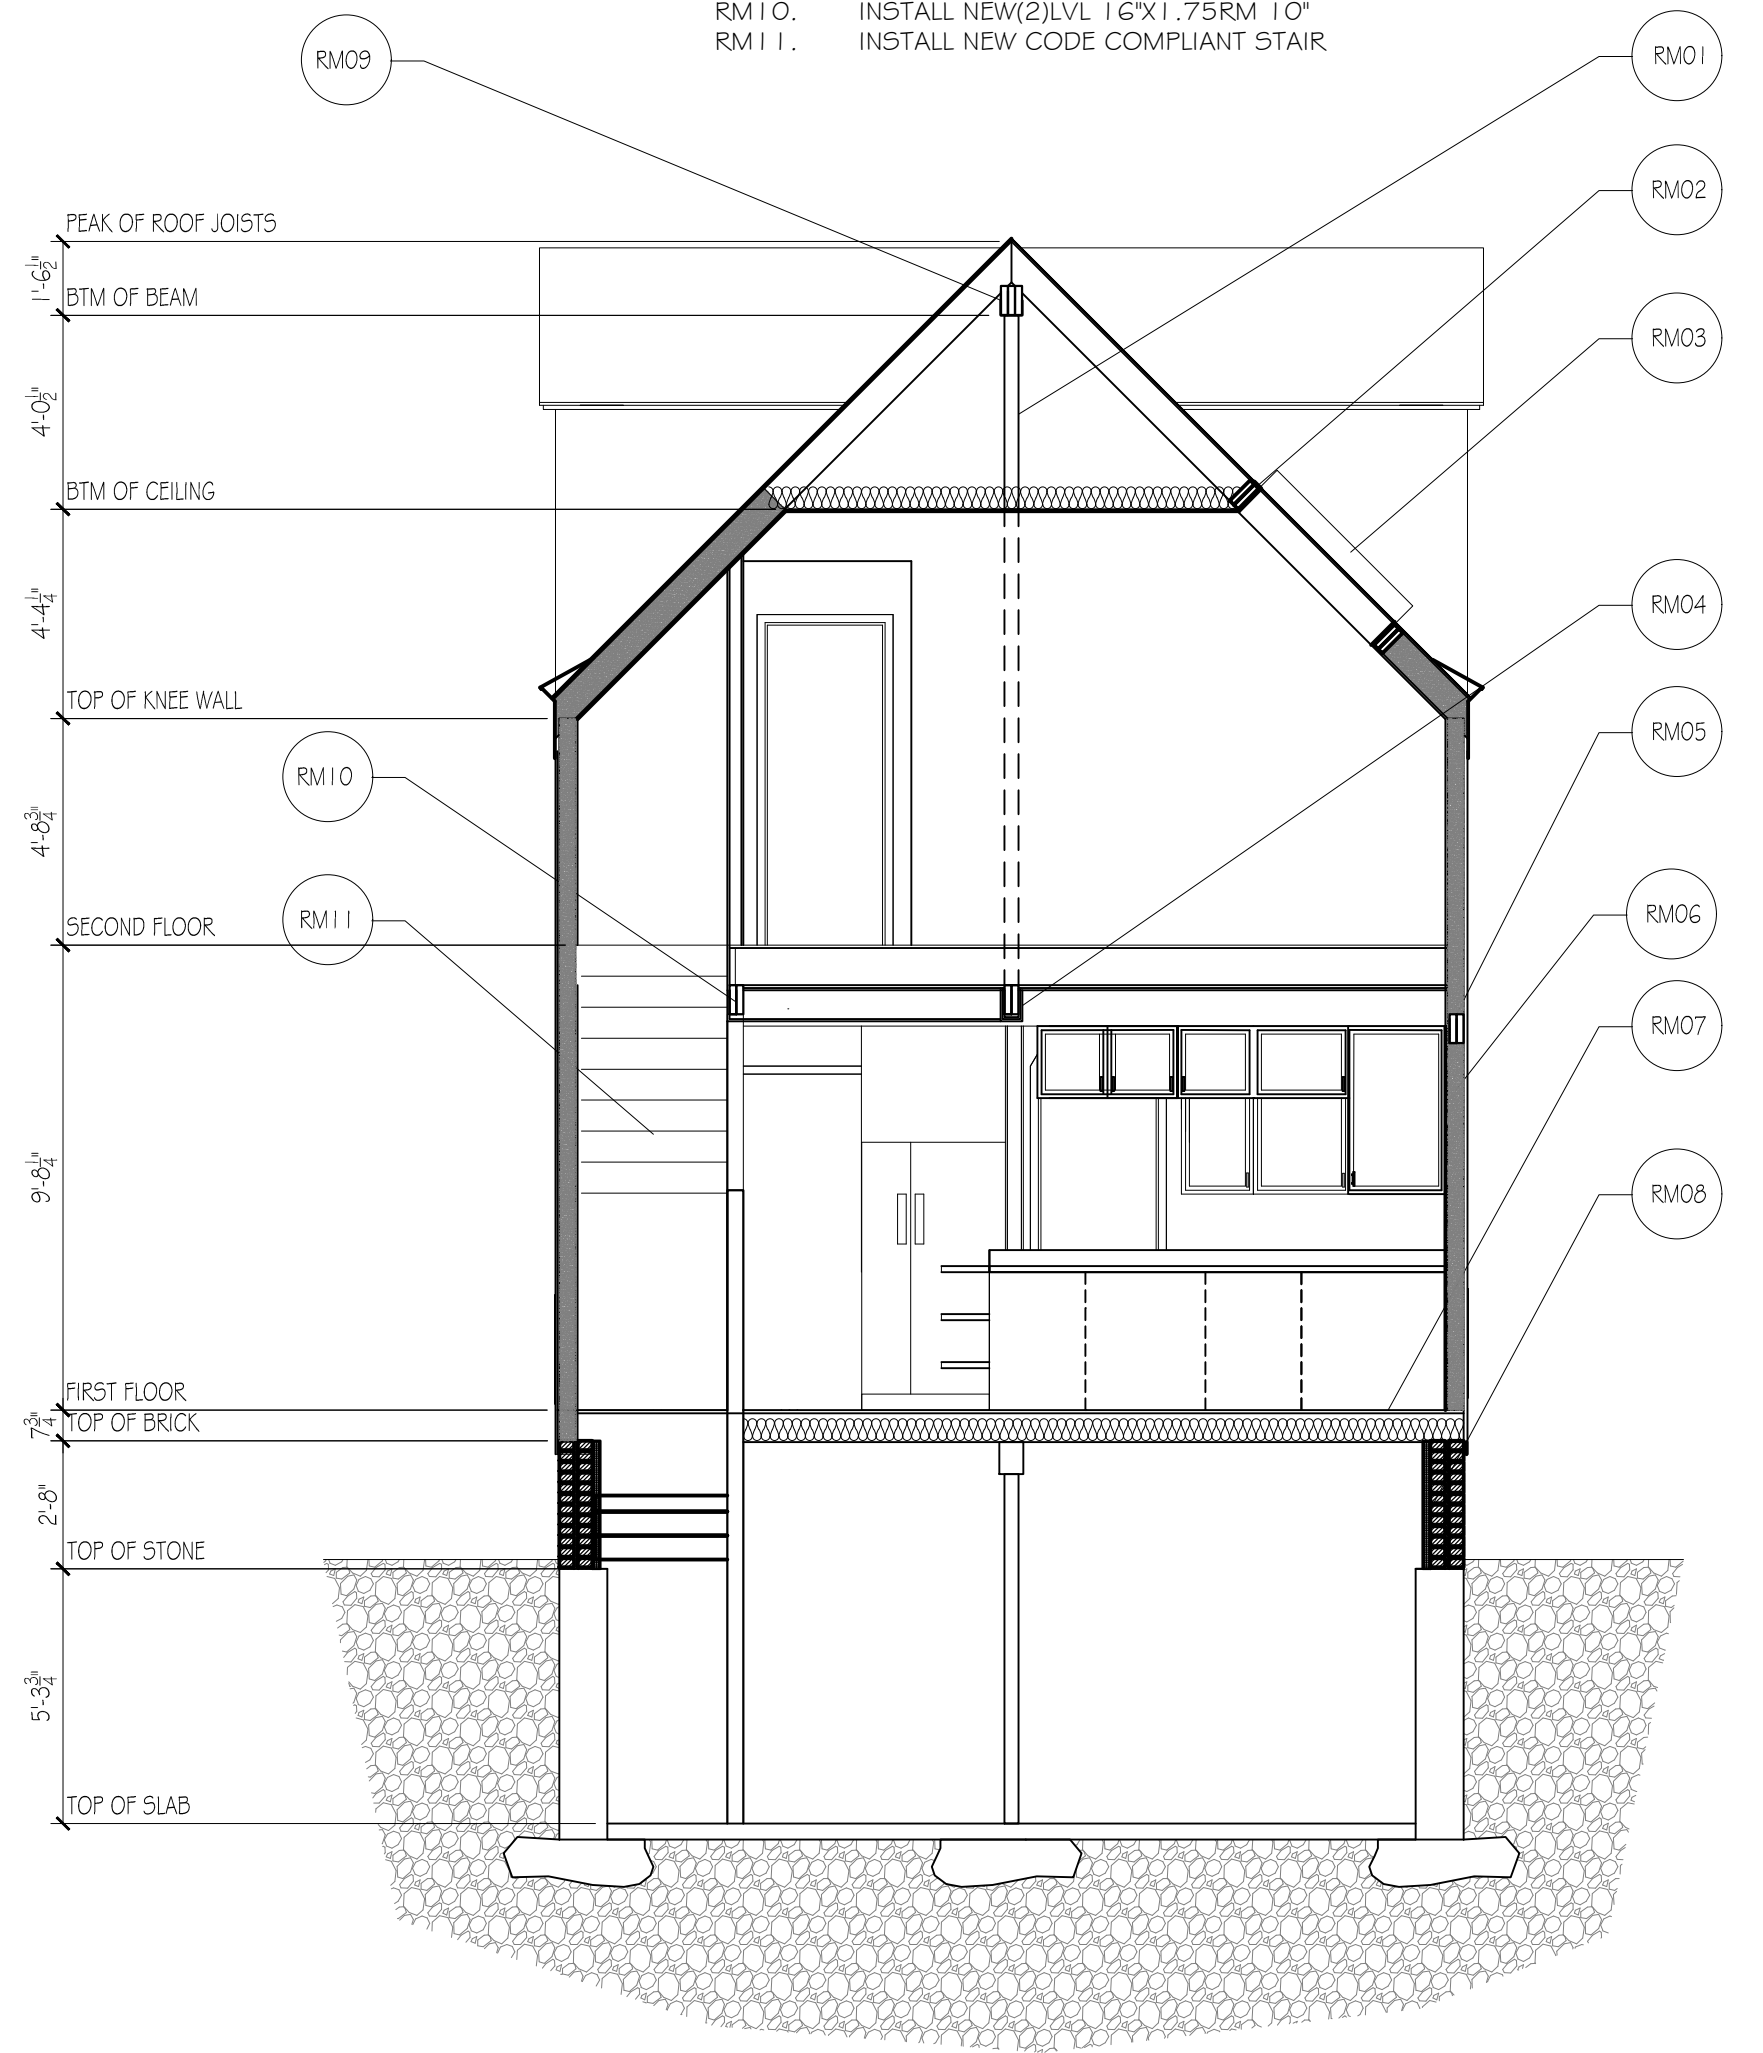 RM10. INSTALL NEW(2)LVL 16"X1.75RM 10"
RM11. INSTALL NEW CODE COMPLIANT STAIR
RM09
RM01
RM02
PEAK OF ROOF JOISTS
1'-6½"
BTM OF BEAM
RM03
4'-0½"
BTM OF CEILING
4'-4¼"
RM04
TOP OF KNEE WALL
RM05
RM10
4'-8¾"
RM11
RM06
SECOND FLOOR
RM07
9'-8¼"
RM08
FIRST FLOOR
7¾"
TOP OF BRICK
2'-8"
TOP OF STONE
5'-3¾"
TOP OF SLAB